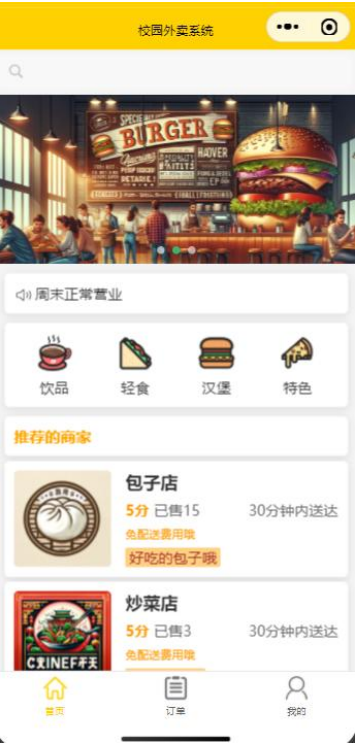 校园外卖系统
SPECIALTY
BURGER
周末正常营业
饮品 轻食 汉堡 特色
推荐的商家
包子店
5分 已售15 30分钟内送达
免配送费用哦
好吃的包子哦
炒菜店
5分 已售3 30分钟内送达
免配送费用哦
首页 订单 我的